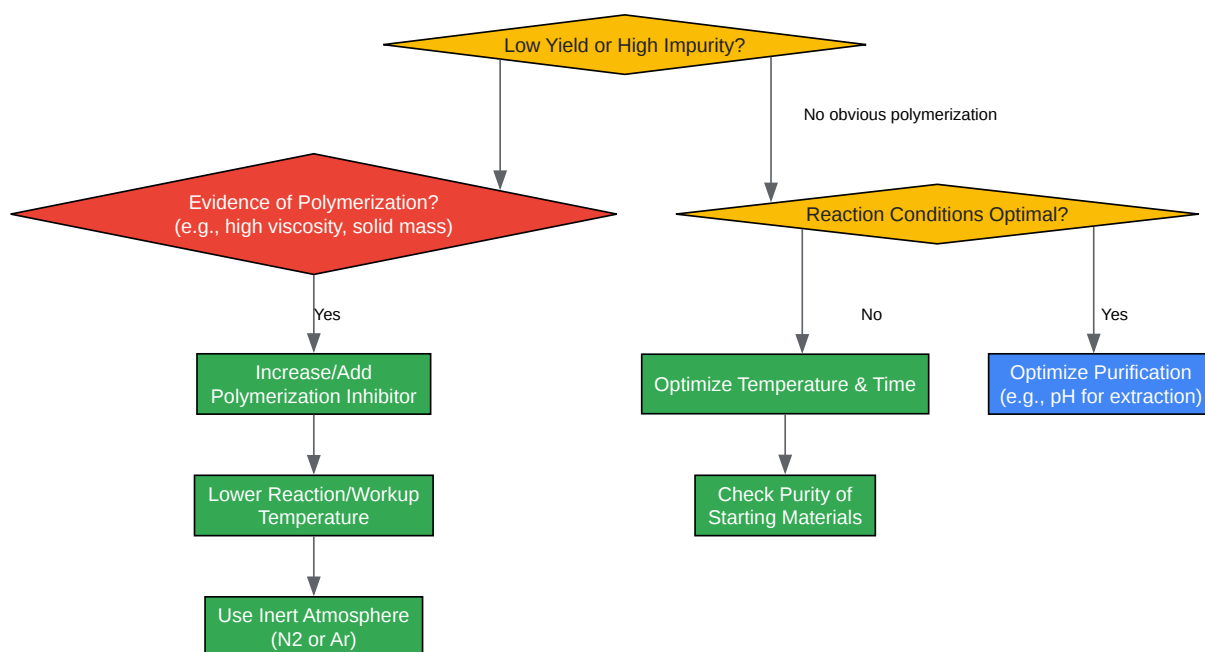 Low Yield or High Impurity?
No obvious polymerization
Evidence of Polymerization?
(e.g., high viscosity, solid mass)
Reaction Conditions Optimal?
Yes
No
Yes
Increase/Add
Polymerization Inhibitor
Optimize Temperature & Time
Optimize Purification
(e.g., pH for extraction)
Lower Reaction/Workup
Temperature
Check Purity of
Starting Materials
Use Inert Atmosphere
(N2 or Ar)